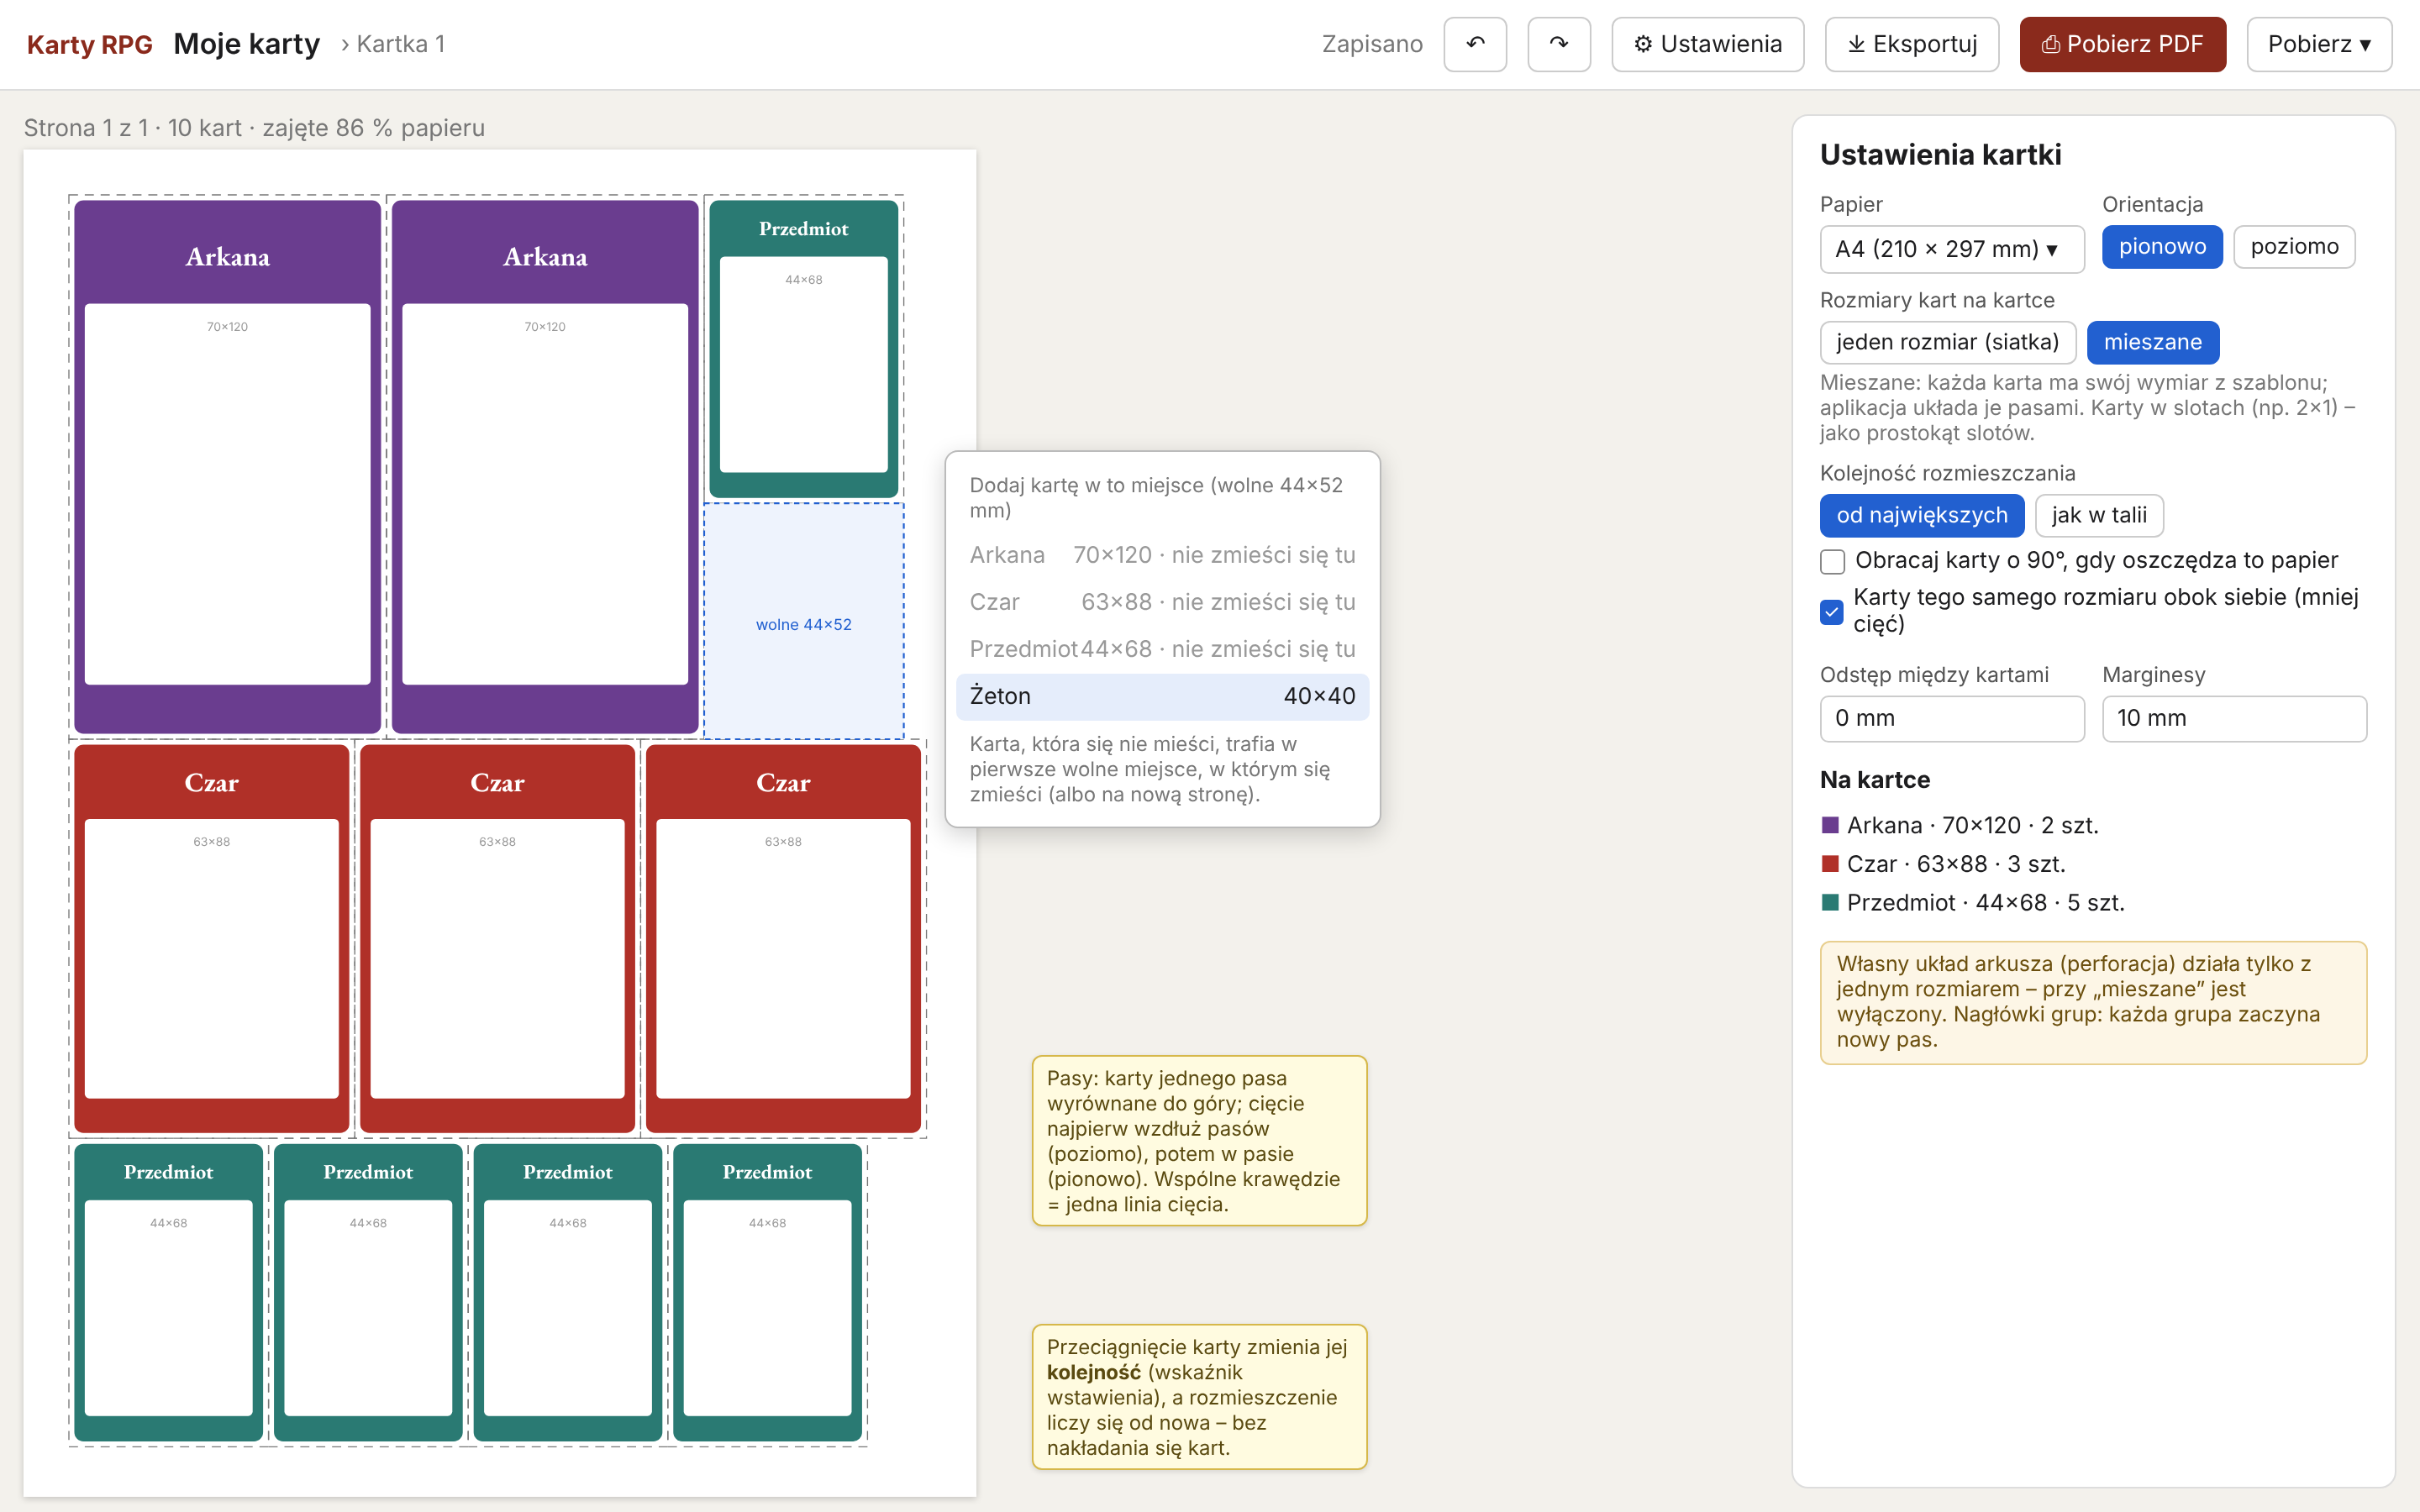 Karty RPG Moje karty › Kartka 1
Zapisano ↶ ↷ ⚙ Ustawienia Eksportuj Pobierz PDF Pobierz ▾
Strona 1 z 1 · 10 kart · zajęte 86 % papieru
Arkana
70×120
Arkana
70×120
Przedmiot
44×68
wolne 44×52
Czar
63×88
Czar
63×88
Czar
63×88
Przedmiot
44×68
Przedmiot
44×68
Przedmiot
44×68
Przedmiot
44×68
Dodaj kartę w to miejsce (wolne 44×52
mm)
Arkana 70×120 · nie zmieści się tu
Czar 63×88 · nie zmieści się tu
Przedmiot 44×68 · nie zmieści się tu
Żeton 40×40
Karta, która się nie mieści, trafia w
pierwsze wolne miejsce, w którym się
zmieści (albo na nową stronę).
Pasy: karty jednego pasa
wyrównane do góry; cięcie
najpierw wzdłuż pasów
(poziomo), potem w pasie
(pionowo). Wspólne krawędzie
= jedna linia cięcia.
Przeciągnięcie karty zmienia jej
kolejność (wskaźnik
wstawienia), a rozmieszczenie
liczy się od nowa – bez
nakładania się kart.
Ustawienia kartki
Papier Orientacja
A4 (210 × 297 mm) ▾ pionowo poziomo
Rozmiary kart na kartce
jeden rozmiar (siatka) mieszane
Mieszane: każda karta ma swój wymiar z szablonu;
aplikacja układa je pasami. Karty w slotach (np. 2×1) –
jako prostokąt slotów.
Kolejność rozmieszczania
od największych jak w talii
Obracaj karty o 90°, gdy oszczędza to papier
Karty tego samego rozmiaru obok siebie (mniej
cięć)
Odstęp między kartami Marginesy
0 mm 10 mm
Na kartce
Arkana · 70×120 · 2 szt.
Czar · 63×88 · 3 szt.
Przedmiot · 44×68 · 5 szt.
Własny układ arkusza (perforacja) działa tylko z
jednym rozmiarem – przy „mieszane” jest
wyłączony. Nagłówki grup: każda grupa zaczyna
nowy pas.